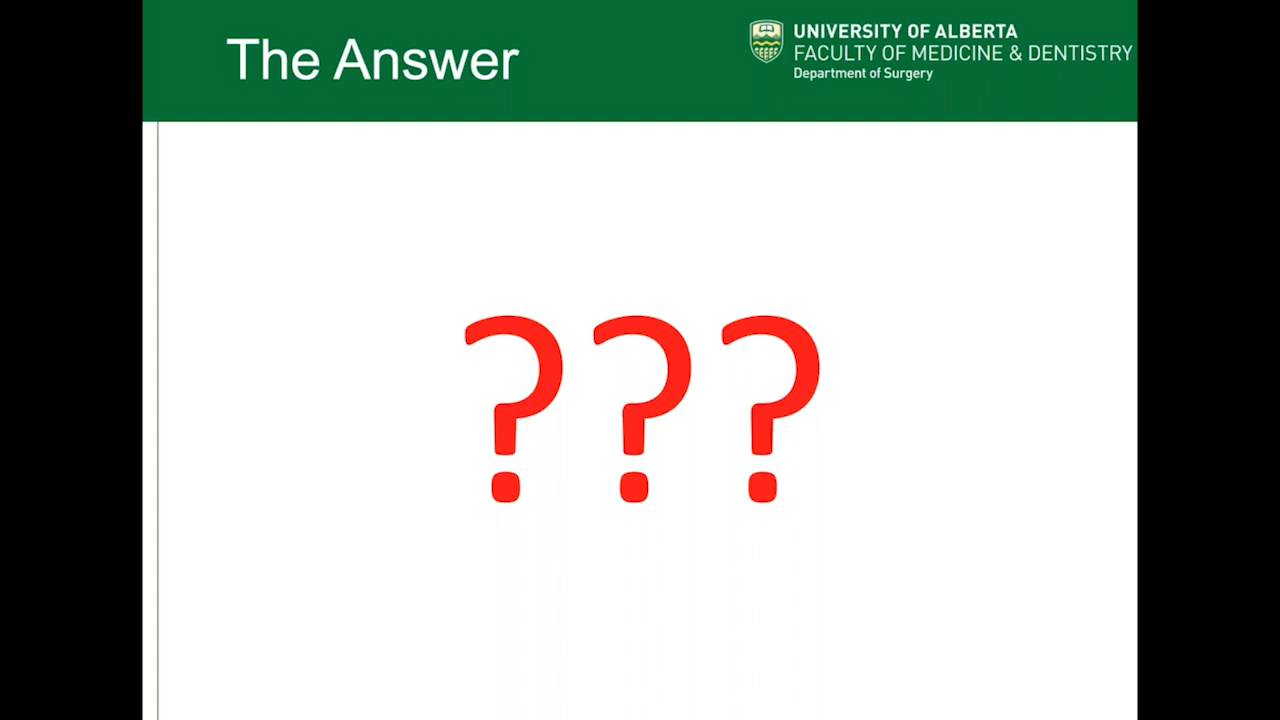 The Answer
UNIVERSITY OF ALBERTA
FACULTY OF MEDICINE & DENTISTRY
Department of Surgery
???